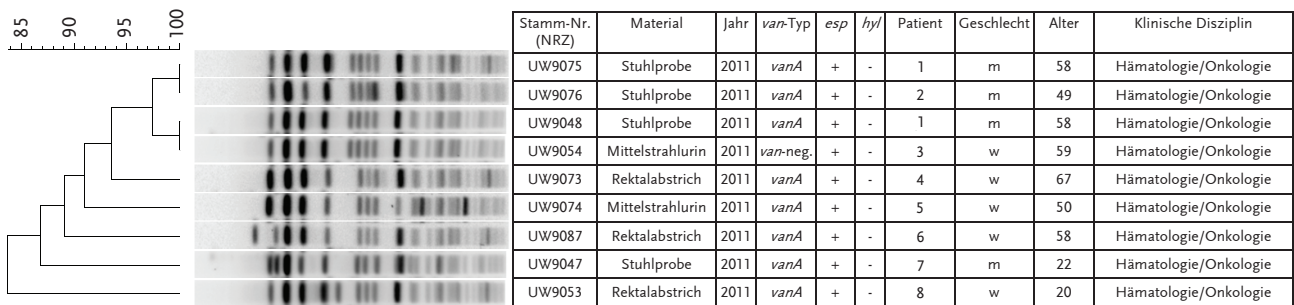 85 90 95 100
Stamm-Nr. (NRZ) Material Jahr van-Typ esp hyl Patient Geschlecht Alter Klinische Disziplin
UW9075 Stuhlprobe 2011 vanA + - 1 m 58 Hämatologie/Onkologie
UW9076 Stuhlprobe 2011 vanA + - 2 m 49 Hämatologie/Onkologie
UW9048 Stuhlprobe 2011 vanA + - 1 m 58 Hämatologie/Onkologie
UW9054 Mittelstrahlurin 2011 van-neg. + - 3 w 59 Hämatologie/Onkologie
UW9073 Rektalabstrich 2011 vanA + - 4 w 67 Hämatologie/Onkologie
UW9074 Mittelstrahlurin 2011 vanA + - 5 w 50 Hämatologie/Onkologie
UW9087 Rektalabstrich 2011 vanA + - 6 w 58 Hämatologie/Onkologie
UW9047 Stuhlprobe 2011 vanA + - 7 m 22 Hämatologie/Onkologie
UW9053 Rektalabstrich 2011 vanA + - 8 w 20 Hämatologie/Onkologie